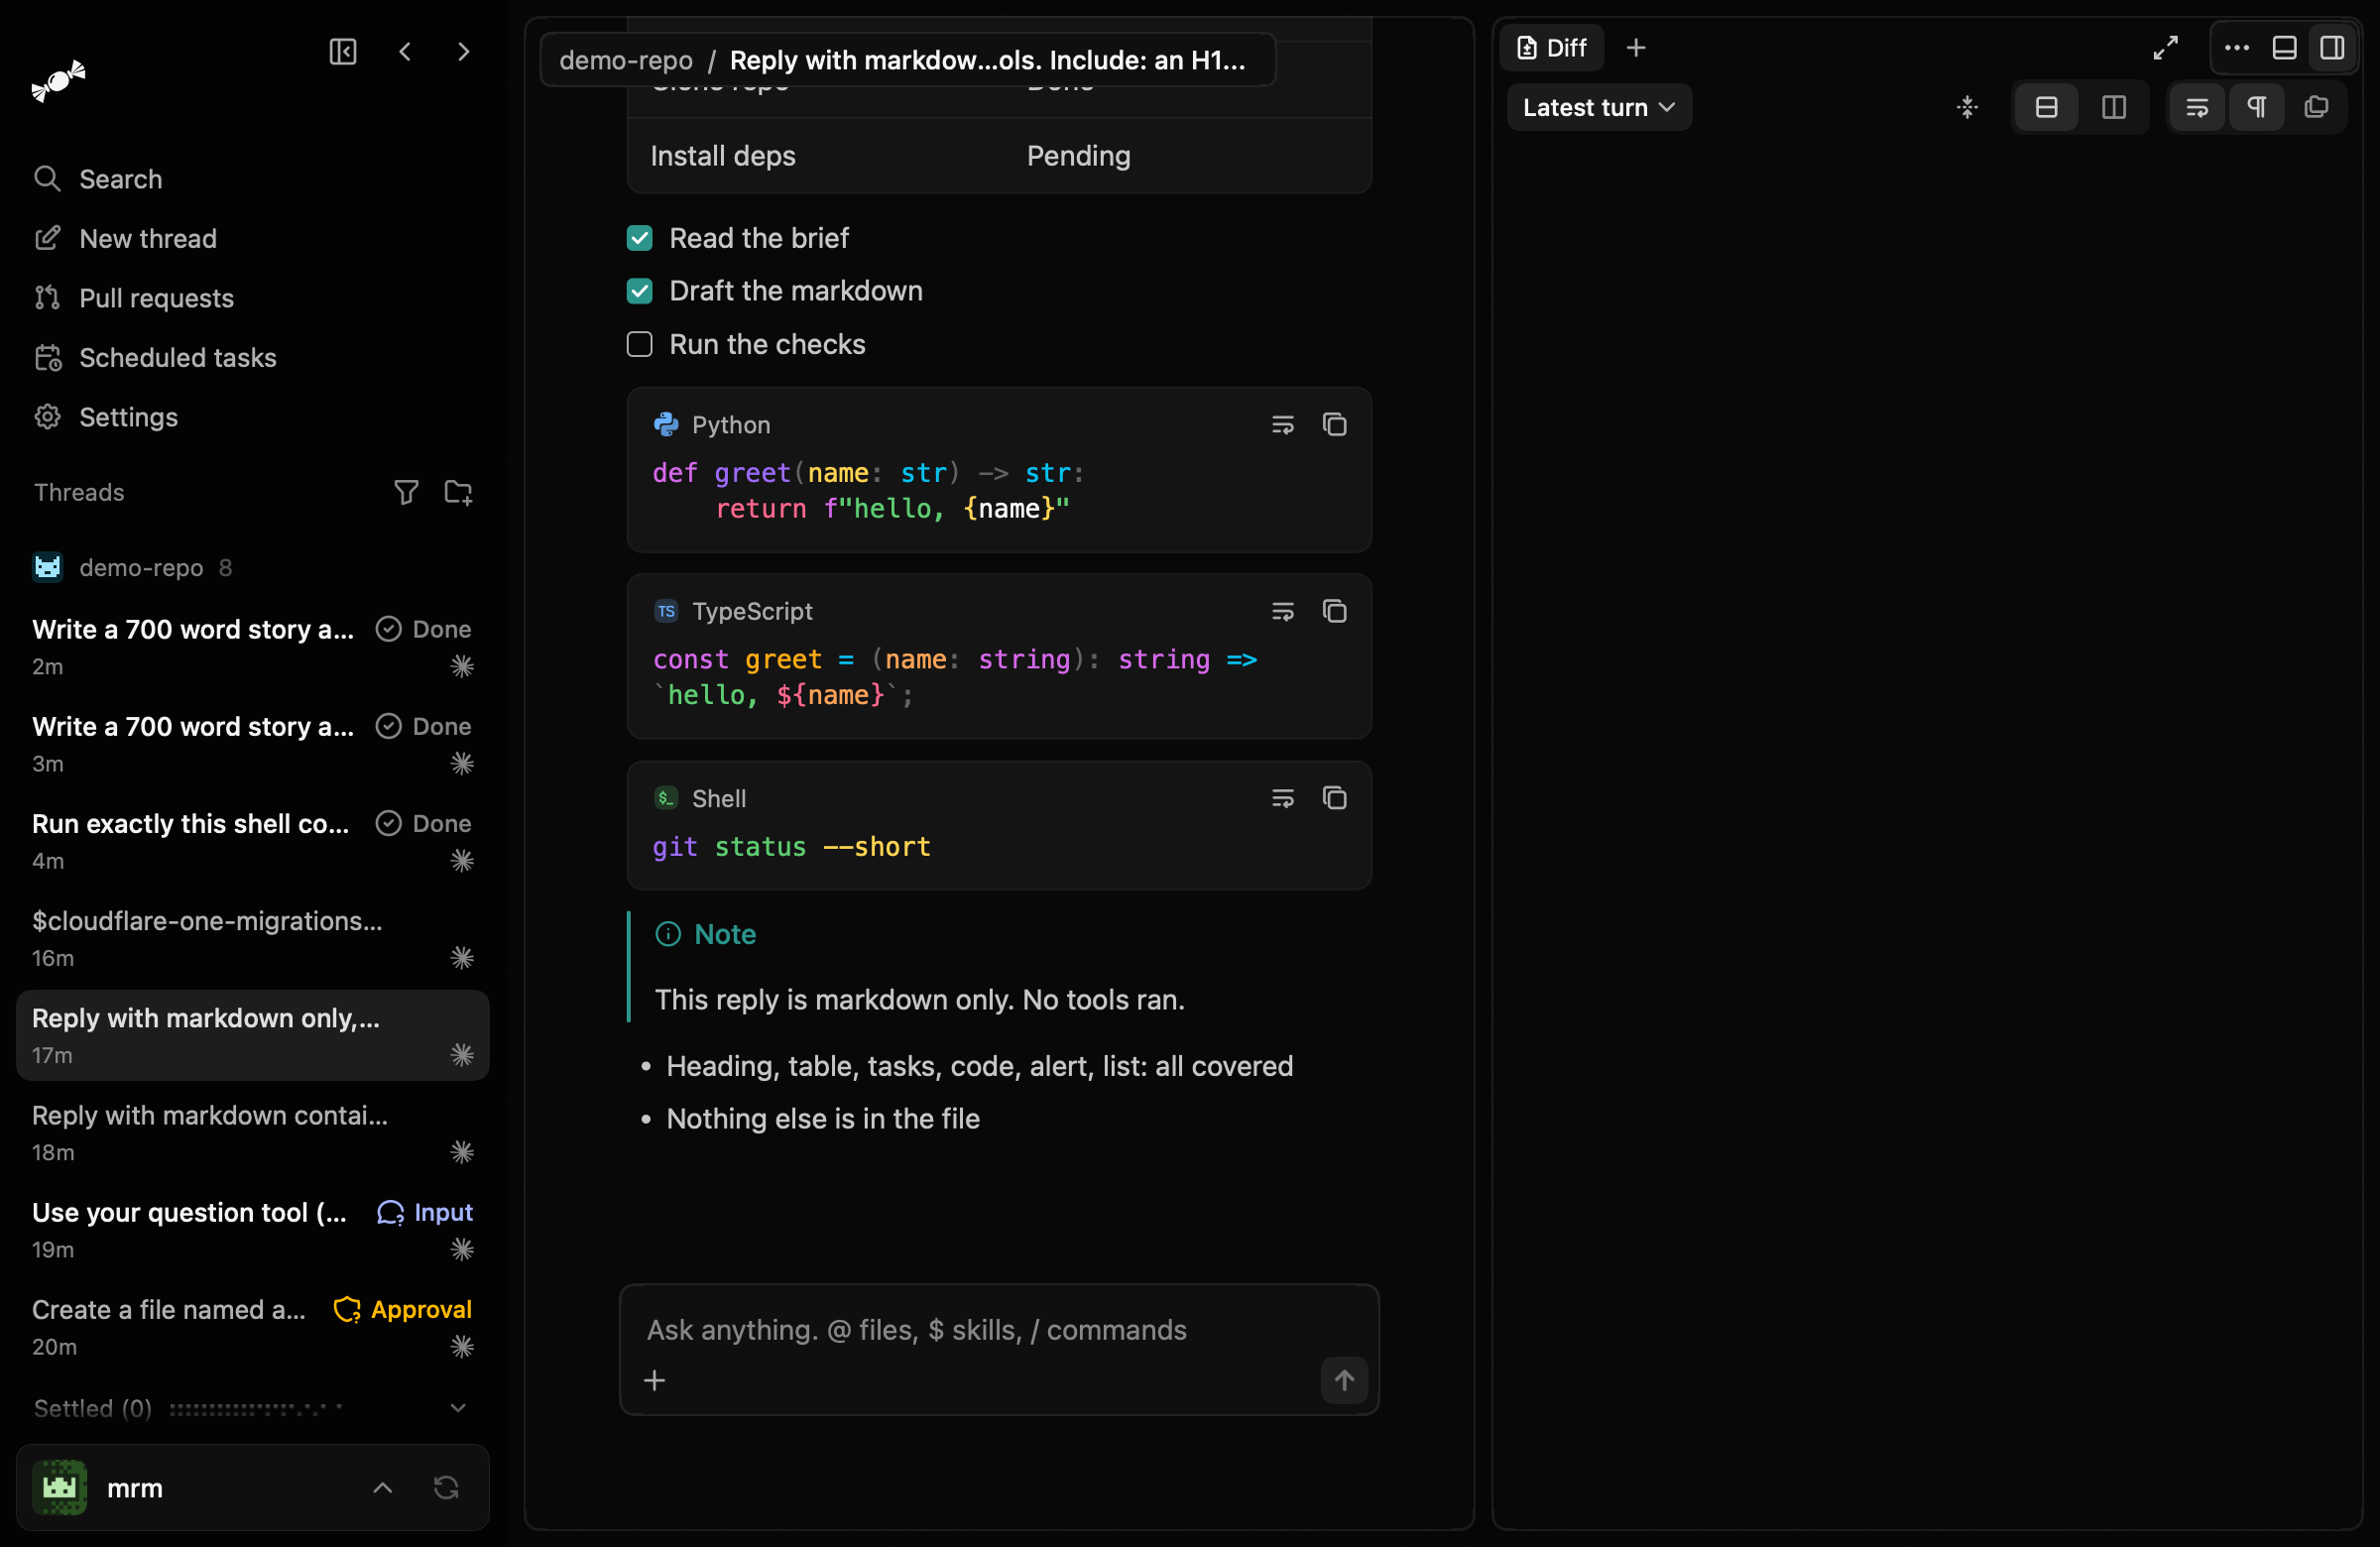 Search
New thread
Pull requests
Scheduled tasks
Settings
Threads
demo-repo 8
Write a 700 word story a... Done
2m
Write a 700 word story a... Done
3m
Run exactly this shell co... Done
4m
$cloudflare-one-migrations...
16m
Reply with markdown only,...
17m
Reply with markdown contai...
18m
Use your question tool (... Input
19m
Create a file named a... Approval
20m
Settled (0)
mrm
demo-repo / Reply with markdow...ols. Include: an H1...
Install deps Pending
Read the brief
Draft the markdown
Run the checks
Python
def greet(name: str) -> str:
    return f"hello, {name}"
TS TypeScript
const greet = (name: string): string =>
`hello, ${name}`;
$_ Shell
git status --short
Note
This reply is markdown only. No tools ran.
• Heading, table, tasks, code, alert, list: all covered
• Nothing else is in the file
Ask anything. @ files, $ skills, / commands
Diff
Latest turn